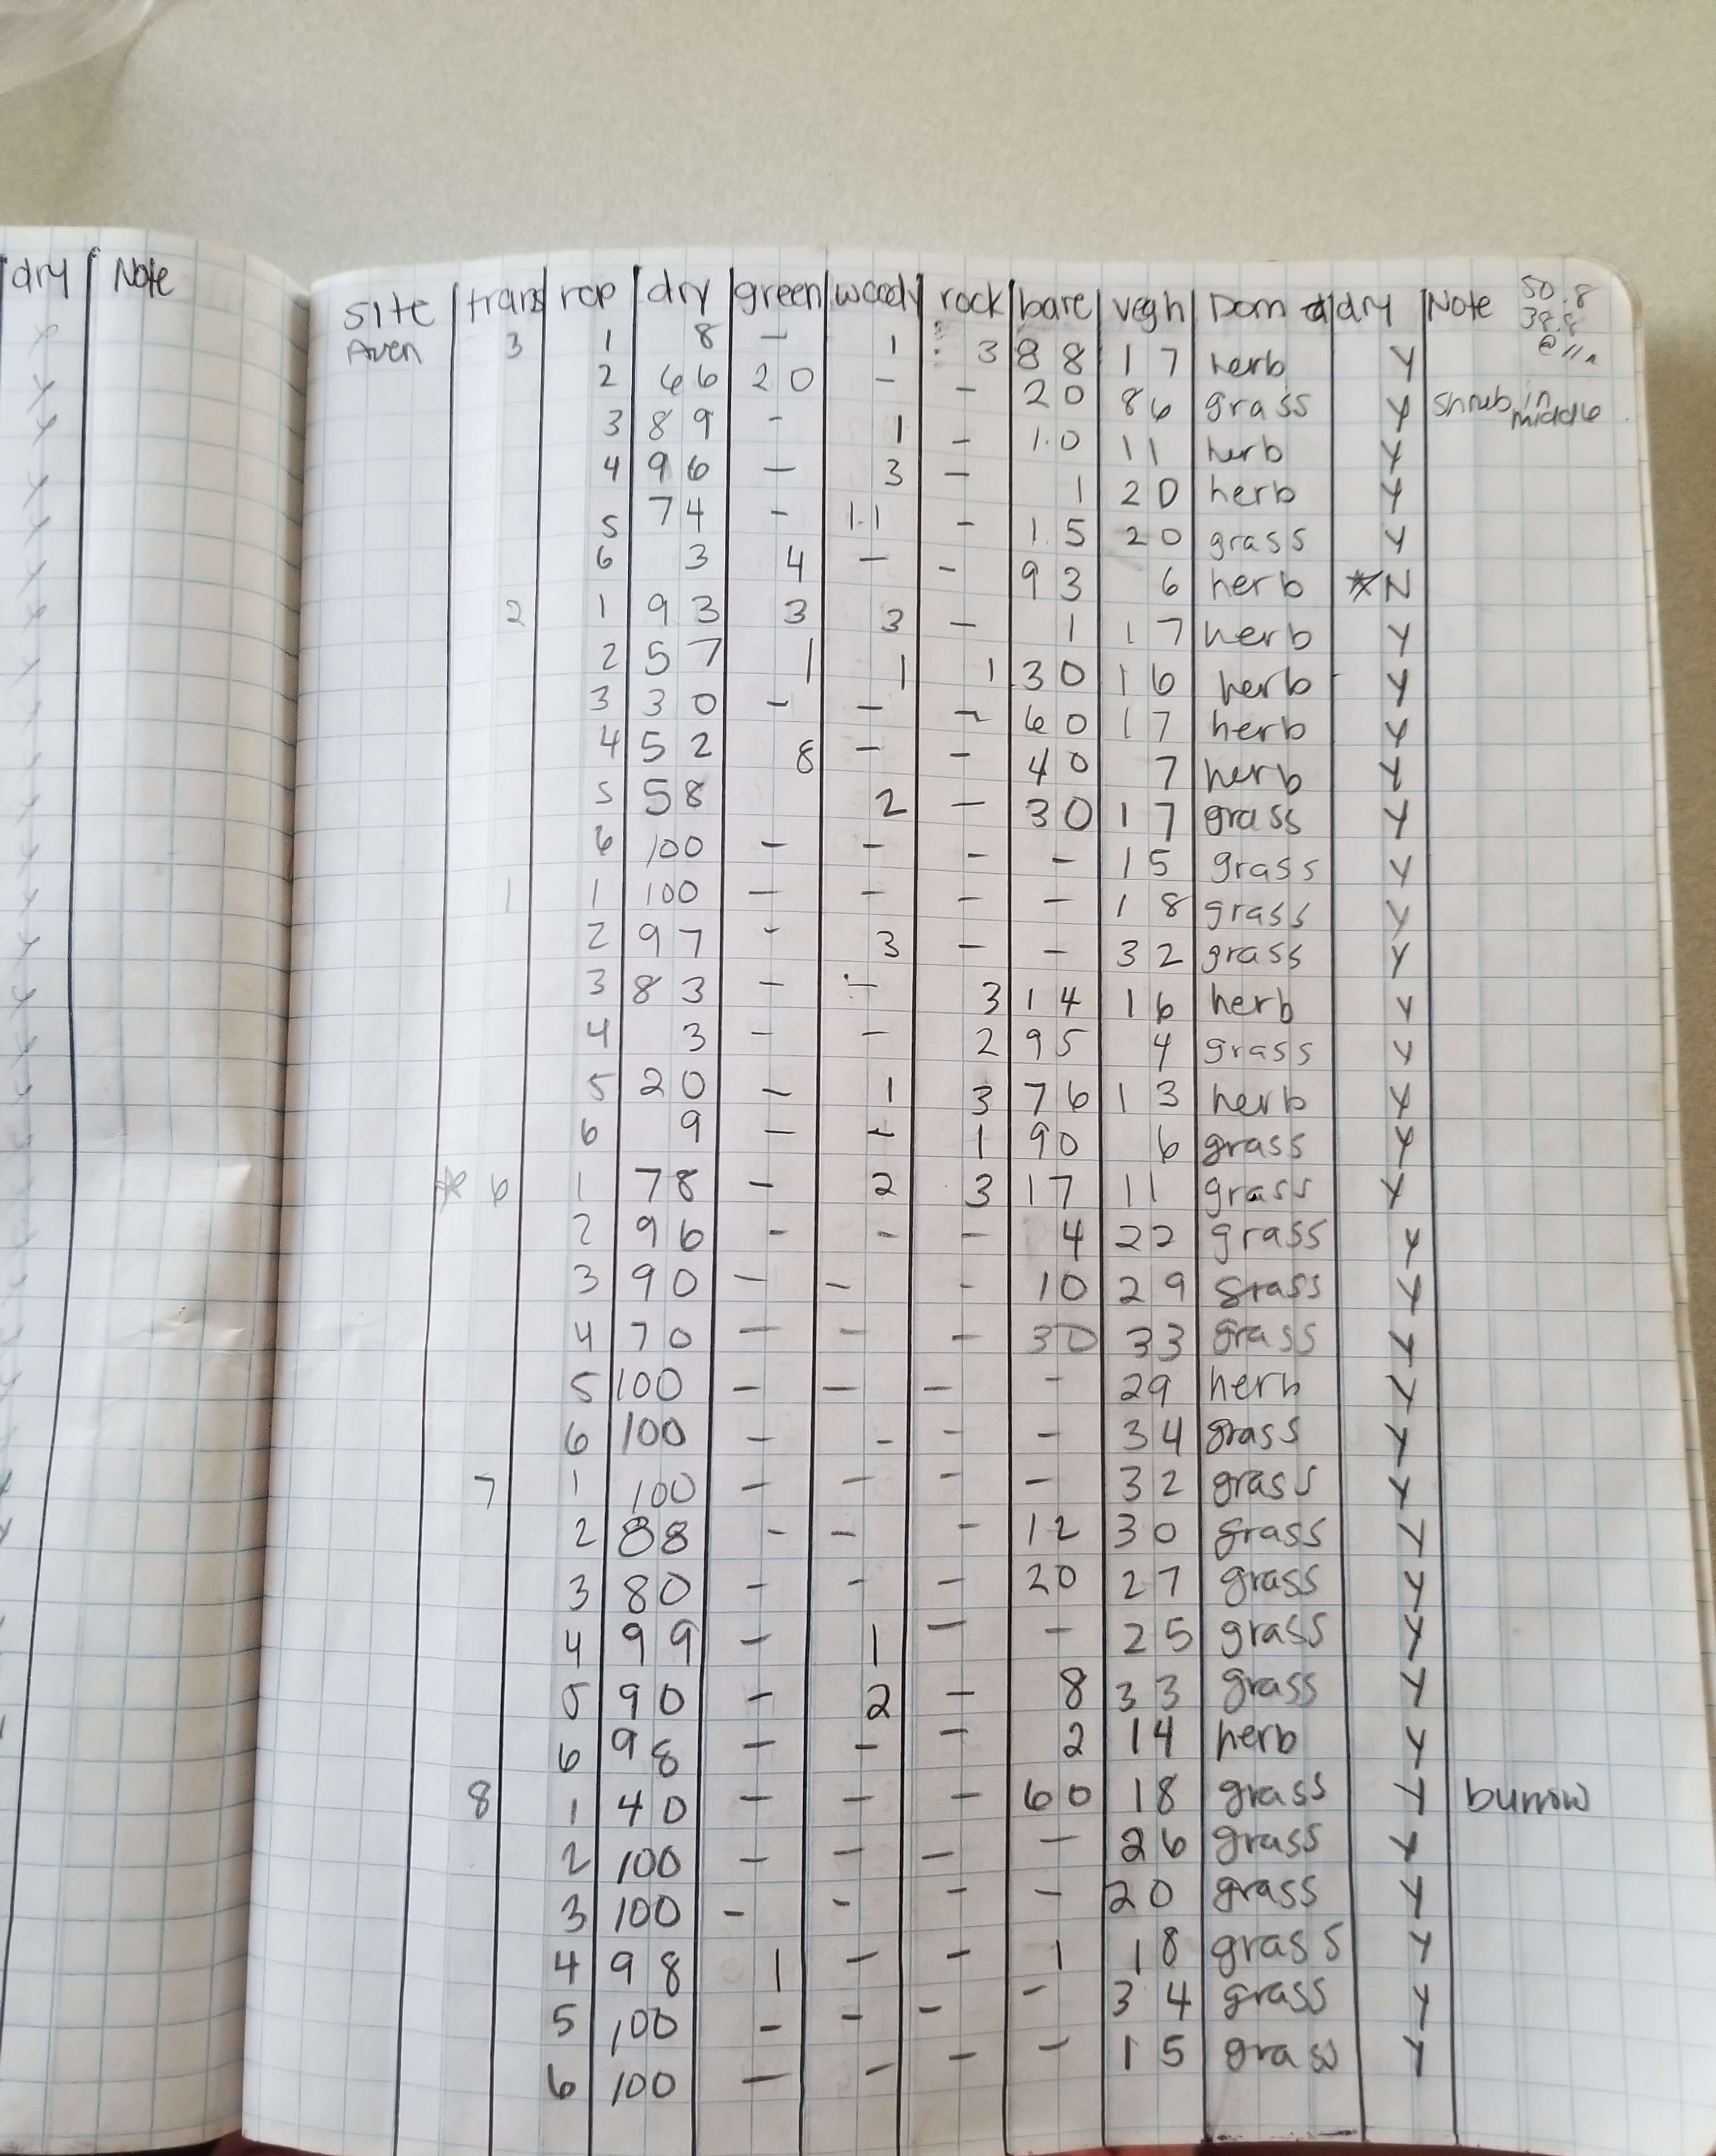 dry Note
site trans rep dry green woody rock bare vegh Dom d dry Note 50.8
38.8
Aven 3 1 8 - 1 3 88 17 herb Y
2 66 20 - - 20 86 grass Y shrub in middle
3 89 - 1 - 10 11 herb Y
4 96 - 3 - 1 20 herb Y
5 74 - 11 - 15 20 grass Y
6 3 4 - - 93 6 herb *N
2 1 93 3 3 - 1 17 herb Y
2 57 1 1 1 30 16 herb Y
3 30 - - - 60 17 herb Y
4 52 8 - - 40 7 herb Y
5 58 2 - 30 17 grass Y
6 100 - - - - 15 grass Y
1 1 100 - - - - 18 grass Y
2 97 - 3 - - 32 grass Y
3 83 - - 3 14 16 herb Y
4 3 - - 2 95 4 grass Y
5 20 - 1 3 76 13 herb Y
6 9 - - 1 90 6 grass Y
* 6 1 78 - 2 3 17 11 grass Y
2 96 - - - 4 22 grass Y
3 90 - - - 10 29 grass Y
4 70 - - - 30 33 grass Y
5 100 - - - - 29 herb Y
6 100 - - - - 34 grass Y
7 1 100 - - - - 32 grass Y
2 88 - - - 12 30 grass Y
3 80 - - - 20 27 grass Y
4 99 - 1 - - 25 grass Y
5 90 - 2 - 8 33 grass Y
6 98 - - - 2 14 herb Y
8 1 40 - - - 60 18 grass Y burrow
2 100 - - - - 26 grass Y
3 100 - - - - 20 grass Y
4 98 1 - - 1 18 grass Y
5 100 - - - - 34 grass Y
6 100 - - - - 15 grass Y